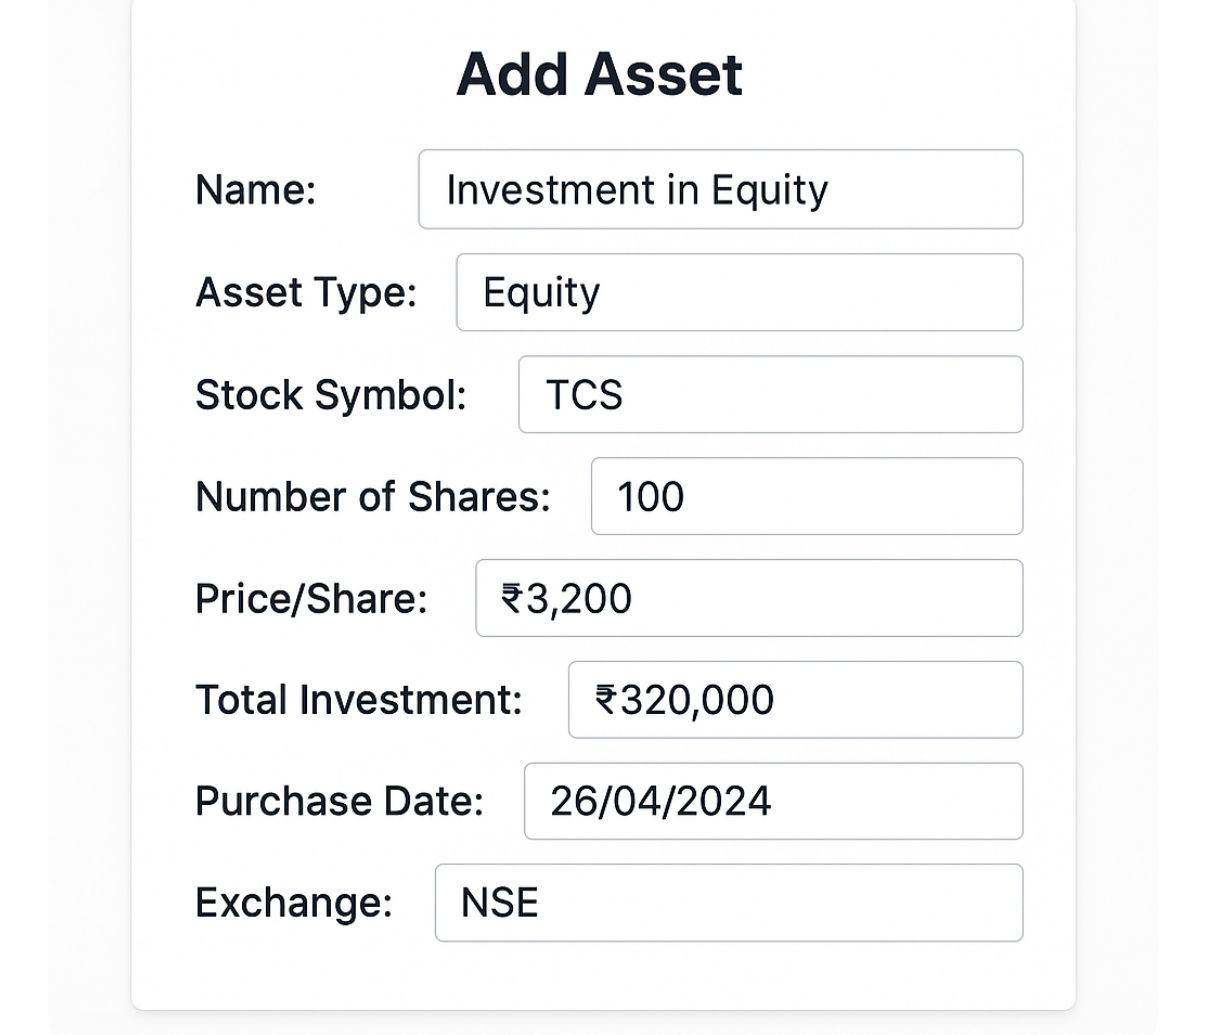 Add Asset
Name: Investment in Equity
Asset Type: Equity
Stock Symbol: TCS
Number of Shares: 100
Price/Share: ₹3,200
Total Investment: ₹320,000
Purchase Date: 26/04/2024
Exchange: NSE